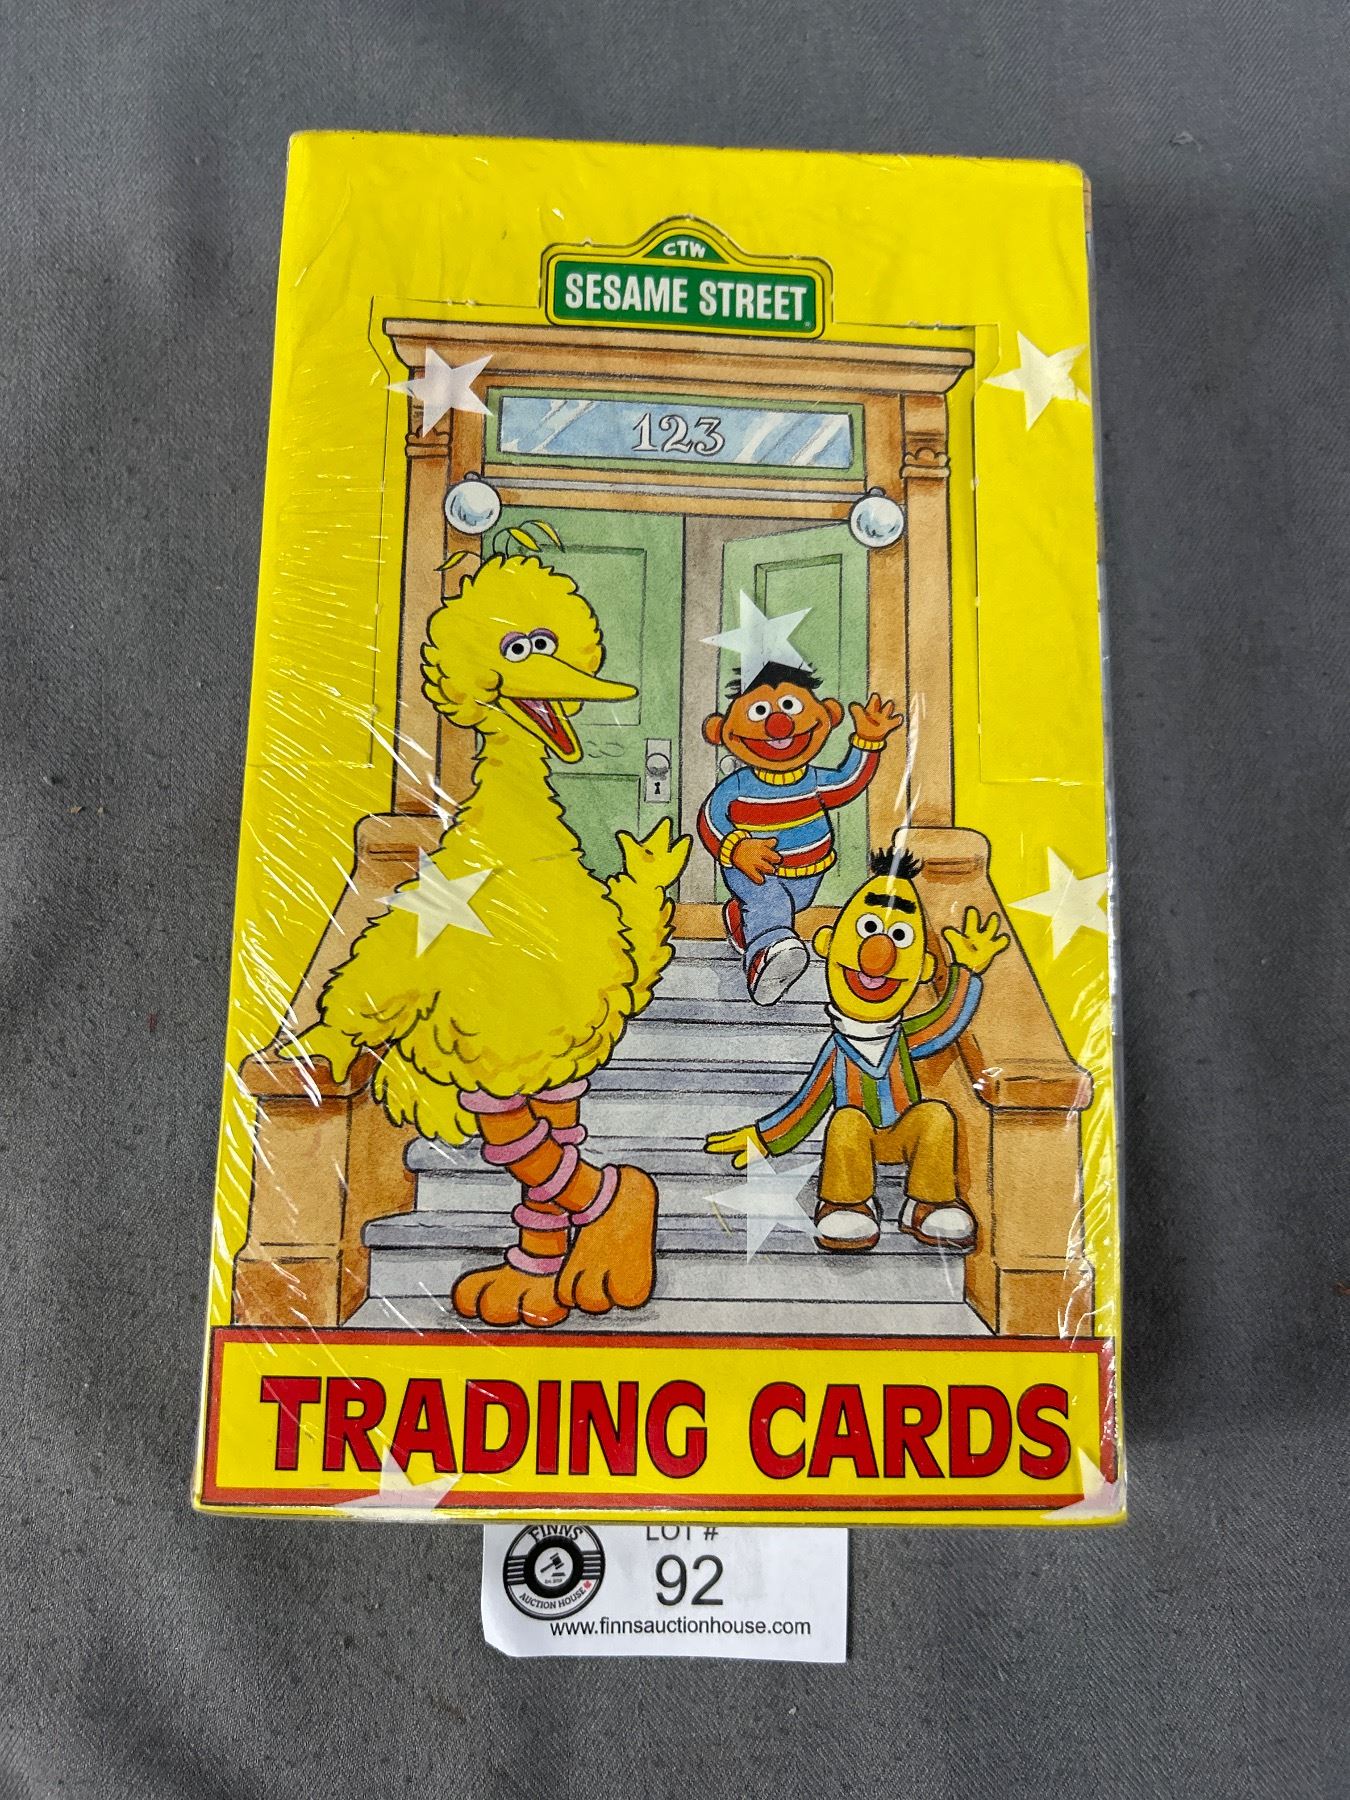 CTW
SESAME STREET
123
TRADING CARDS
FINNS
AUCTION HOUSE
LOT #
92
www.finnsauctionhouse.com